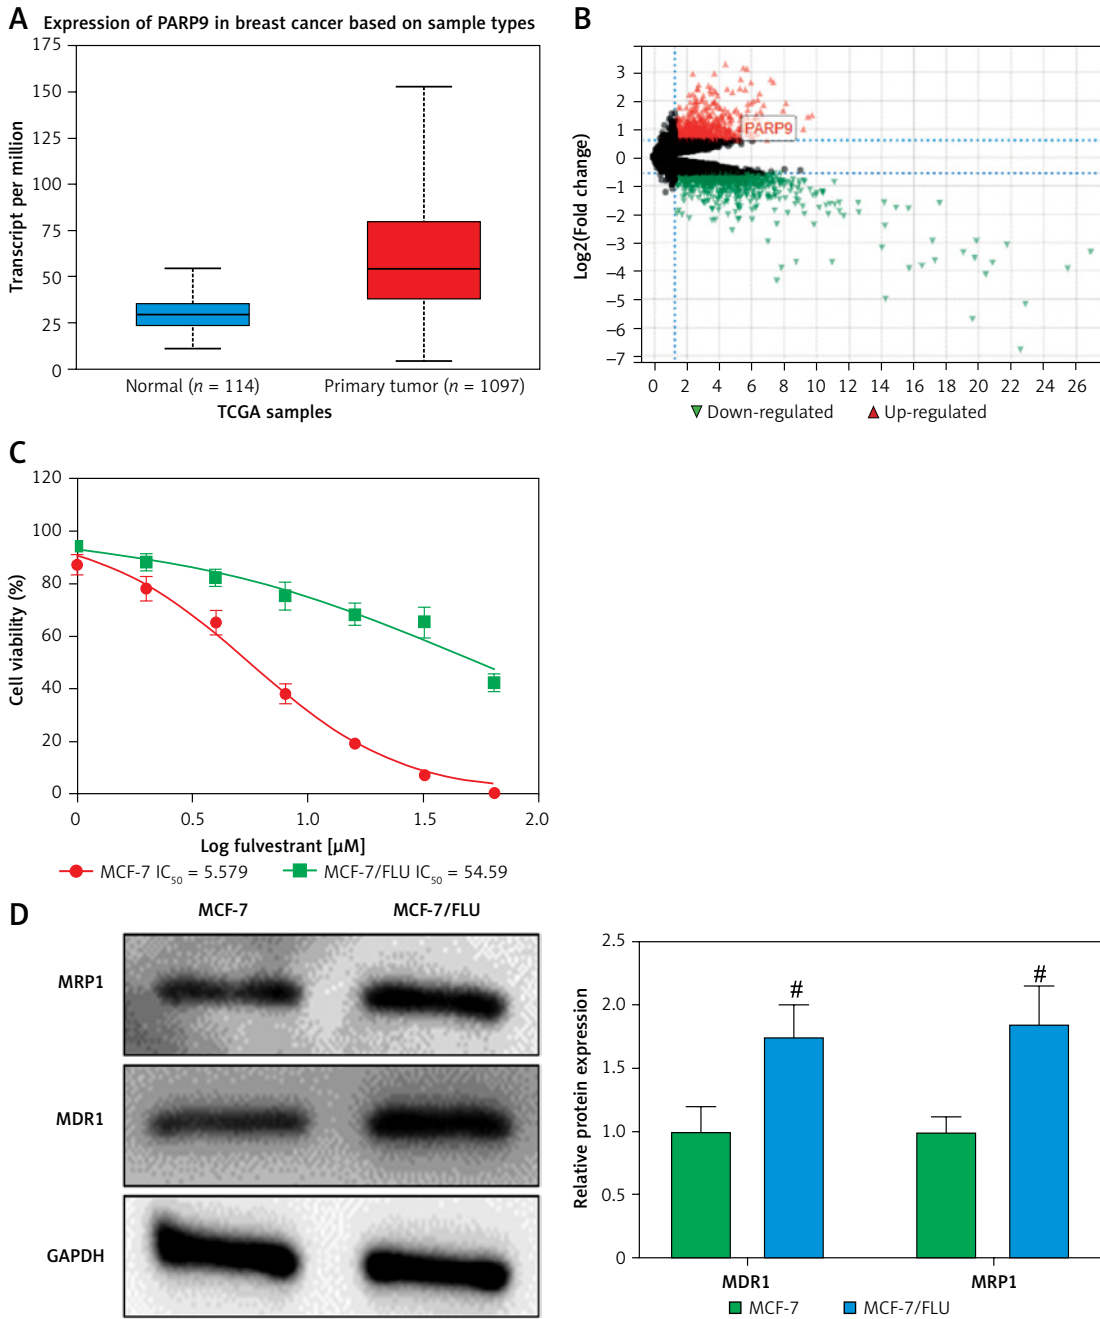 A Expression of PARP9 in breast cancer based on sample types
Transcript per million
175
150
125
100
75
50
25
0
Normal (n = 114) Primary tumor (n = 1097)
TCGA samples
B
Log2(Fold change)
3
2
1
0
−1
−2
−3
−4
−5
−6
−7
PARP9
0 2 4 6 8 10 12 14 16 18 20 22 24 26
Down-regulated Up-regulated
C
Cell viability (%)
120
100
80
60
40
20
0
0 0.5 1.0 1.5 2.0
Log fulvestrant [µM]
MCF-7 IC50 = 5.579 MCF-7/FLU IC50 = 54.59
D
MCF-7 MCF-7/FLU
MRP1
MDR1
GAPDH
Relative protein expression
2.5
2.0
1.5
1.0
0.5
0
# #
MDR1 MRP1
MCF-7 MCF-7/FLU